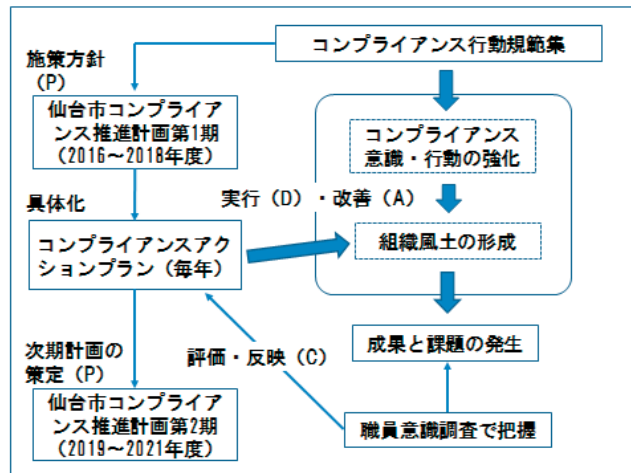 コンプライアンス行動規範集
施策方針
(P)
仙台市コンプライア
ンス推進計画第1期
(2016～2018年度)
コンプライアンス
意識・行動の強化
実行(D)・改善(A)
具体化
コンプライアンスアク
ションプラン(毎年)
組織風土の形成
次期計画の
策定(P)
評価・反映(C)
成果と課題の発生
仙台市コンプライア
ンス推進計画第2期
(2019～2021年度)
職員意識調査で把握